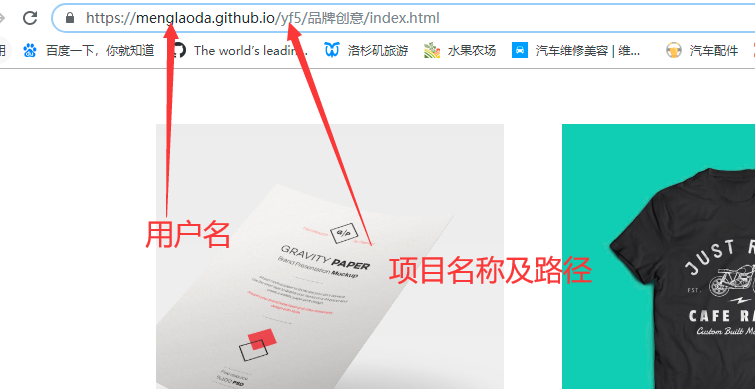 https://menglaoda.github.io/yf5/品牌创意/index.html
用 百度一下，你就知道 The world's leadin... 洛杉矶旅游 水果农场 汽车维修美容 | 维... 汽车配件
用户名
项目名称及路径
G/P
GRAVITY PAPER
Brand Presentation Mockup
JUST R
EST.
CAFE RA
Custom Built M